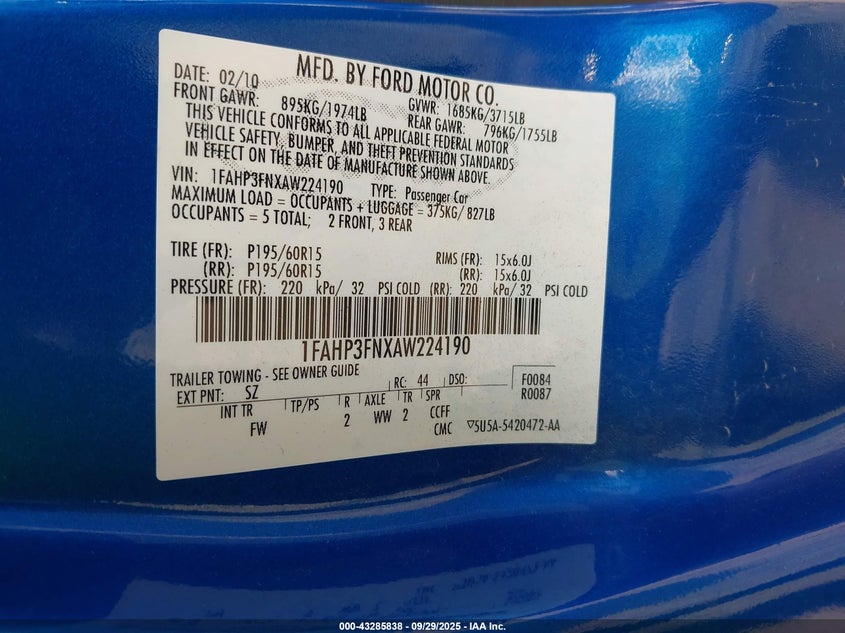 MFD. BY FORD MOTOR CO.
DATE: 02/10 GVWR: 1685KG/3715LB
FRONT GAWR: 895KG/1974LB REAR GAWR: 796KG/1755LB
THIS VEHICLE CONFORMS TO ALL APPLICABLE FEDERAL MOTOR
VEHICLE SAFETY, BUMPER, AND THEFT PREVENTION STANDARDS
IN EFFECT ON THE DATE OF MANUFACTURE SHOWN ABOVE.
VIN: 1FAHP3FNXAW224190 TYPE: Passenger Car
MAXIMUM LOAD = OCCUPANTS + LUGGAGE = 375KG/ 827LB
OCCUPANTS = 5 TOTAL; 2 FRONT, 3 REAR
TIRE (FR): P195/60R15 RIMS (FR): 15x6.0J
(RR): P195/60R15 (RR): 15x6.0J
PRESSURE (FR): 220 kPa/ 32 PSI COLD (RR): 220 kPa/ 32 PSI COLD
1FAHP3FNXAW224190
TRAILER TOWING - SEE OWNER GUIDE
EXT PNT: SZ RC: 44 DSO: F0084
R0087
INT TR TP/PS R AXLE TR SPR
FW 2 WW 2 CCFF
CMC ▽5U5A-5420472-AA
000-43285838 - 09/29/2025 - IAA Inc.